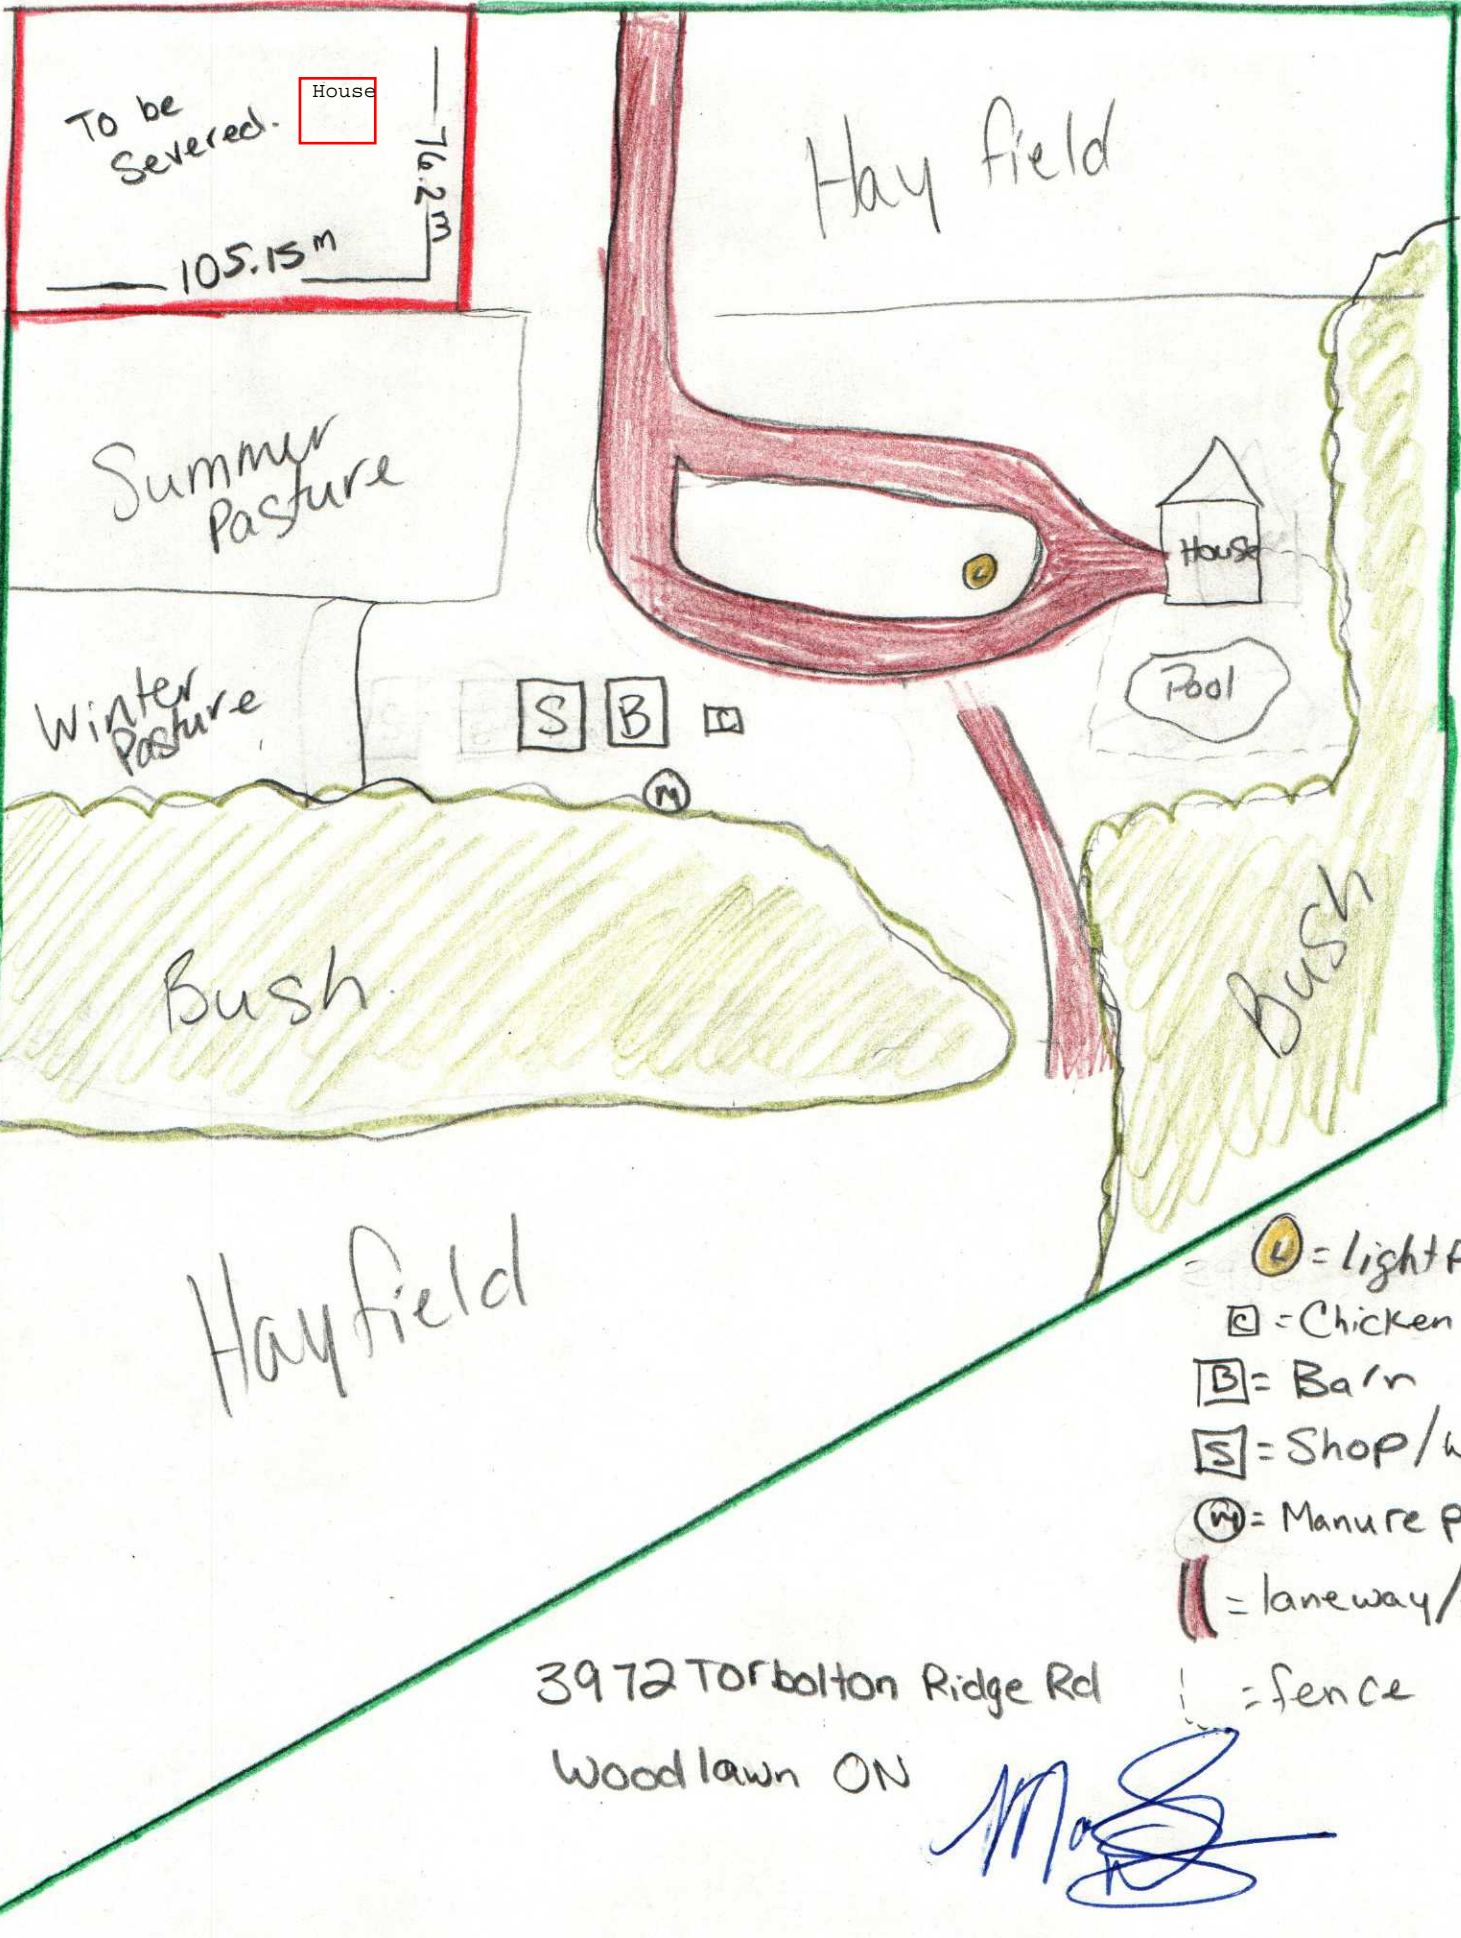 To be
Severed.
House
76.2m
105.15m
Hay field
Summer
Pasture
House
L
Winter
Pasture
S B C
Pool
M
Bush
Bush
Hayfield
L = light
C = Chicken
B = Barn
S = Shop/
M = Manure
= laneway/
3972 Torbolton Ridge Rd
= fence
Woodlawn ON